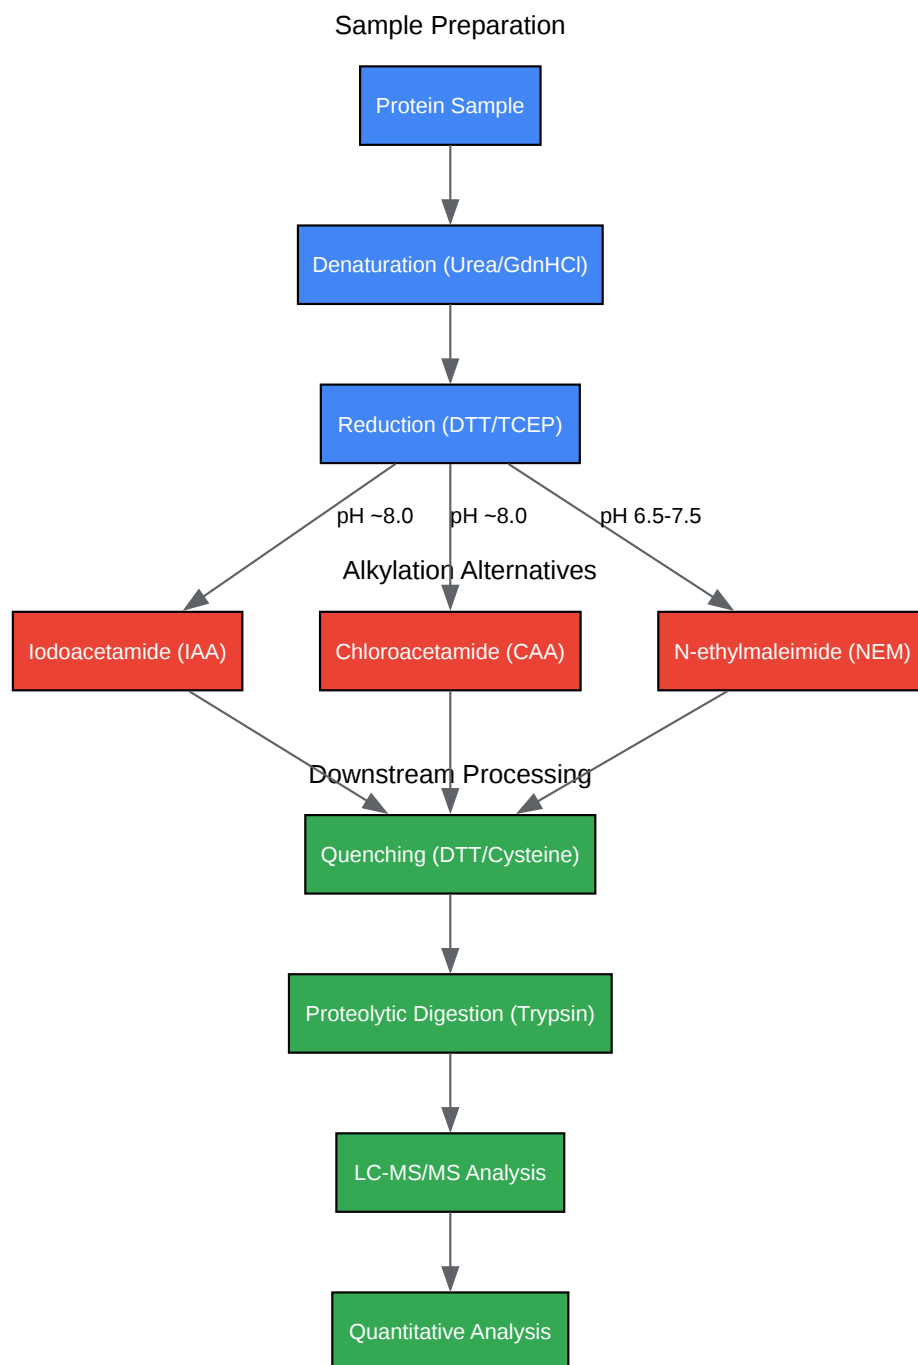 Sample Preparation
Protein Sample
Denaturation (Urea/GdnHCl)
Reduction (DTT/TCEP)
pH ~8.0
pH ~8.0
pH 6.5-7.5
Alkylation Alternatives
Iodoacetamide (IAA)
Chloroacetamide (CAA)
N-ethylmaleimide (NEM)
Downstream Processing
Quenching (DTT/Cysteine)
Proteolytic Digestion (Trypsin)
LC-MS/MS Analysis
Quantitative Analysis